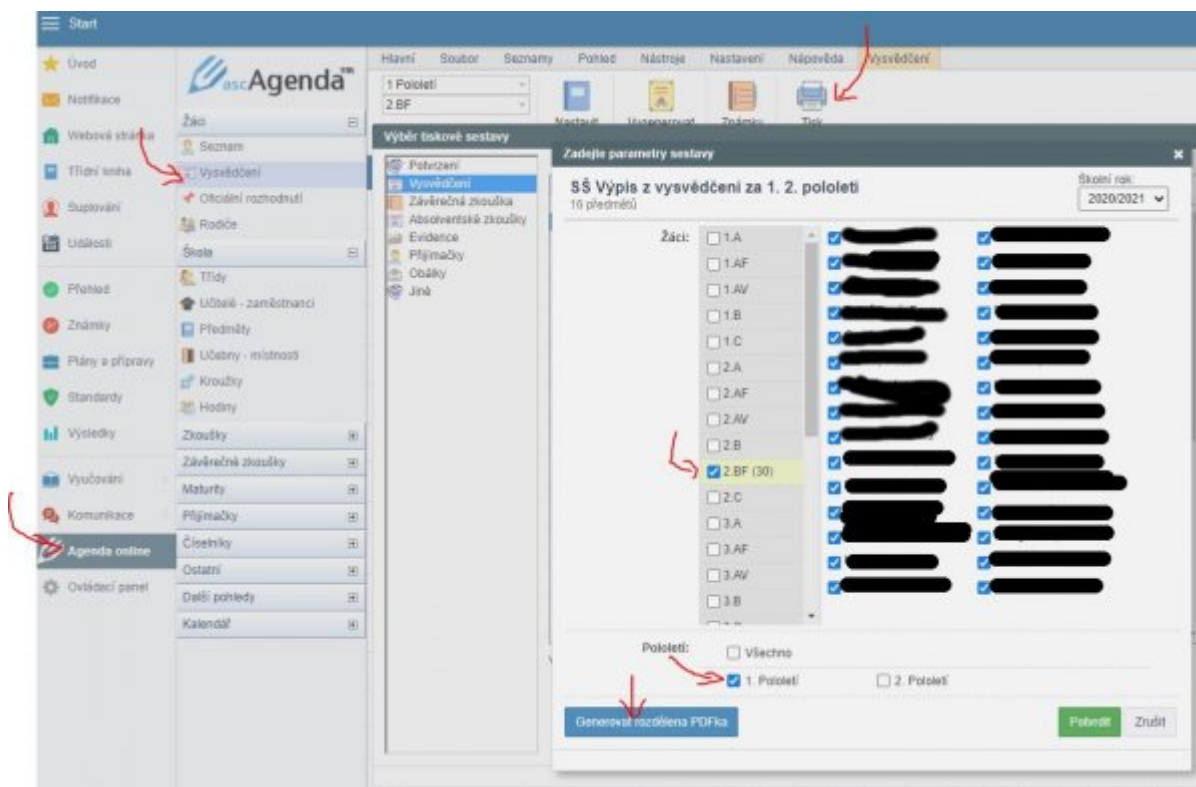 Start
Úvod
Notifikace
Webová stránka
Třídní kniha
Suplování
Události
Přehled
Známky
Plány a přípravy
Standardy
Výsledky
Vyučování
Komunikace
Agenda online
Ovládací panel
ascAgenda™
Žáci
Seznam
Vysvědčení
Oficiální rozhodnutí
Rodiče
Škola
Třídy
Učitelé - zaměstnanci
Předměty
Učebny - místnosti
Kroužky
Hodiny
Zkoušky
Závěrečné zkoušky
Maturity
Přijímačky
Číselníky
Ostatní
Další pohledy
Kalendář
Hlavní Soubor Seznamy Pohled Nástroje Nastavení Nápověda Vysvědčení
1 Pololetí
2.BF
Nastavit Vygenerovat Známky Tisk
Výběr tiskové sestavy
Potvrzení
Vysvědčení
Závěrečná zkouška
Absolventské zkoušky
Evidence
Přijímačky
Obálky
Jiné
Zadejte parametry sestavy
SŠ Výpis z vysvědčení za 1. 2. pololetí
16 předmětů
Školní rok:
2020/2021
Žáci:
1.A
1.AF
1.AV
1.B
1.C
2.A
2.AF
2.AV
2.B
2.BF (30)
2.C
3.A
3.AF
3.AV
3.B
Pololetí:
Všechno
1. Pololetí 2. Pololetí
Generovat rozdělena PDFka
Potvrdit Zrušit